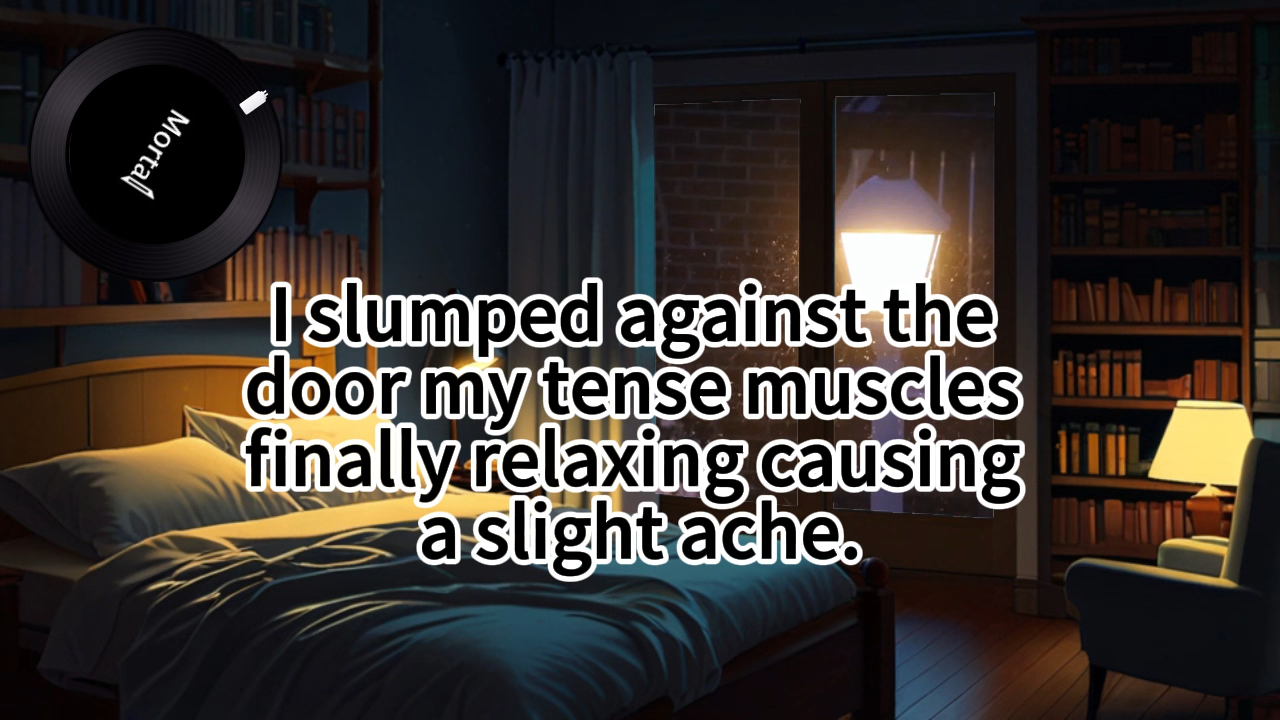 Mortal
I slumped against the
door my tense muscles
finally relaxing causing
a slight ache.